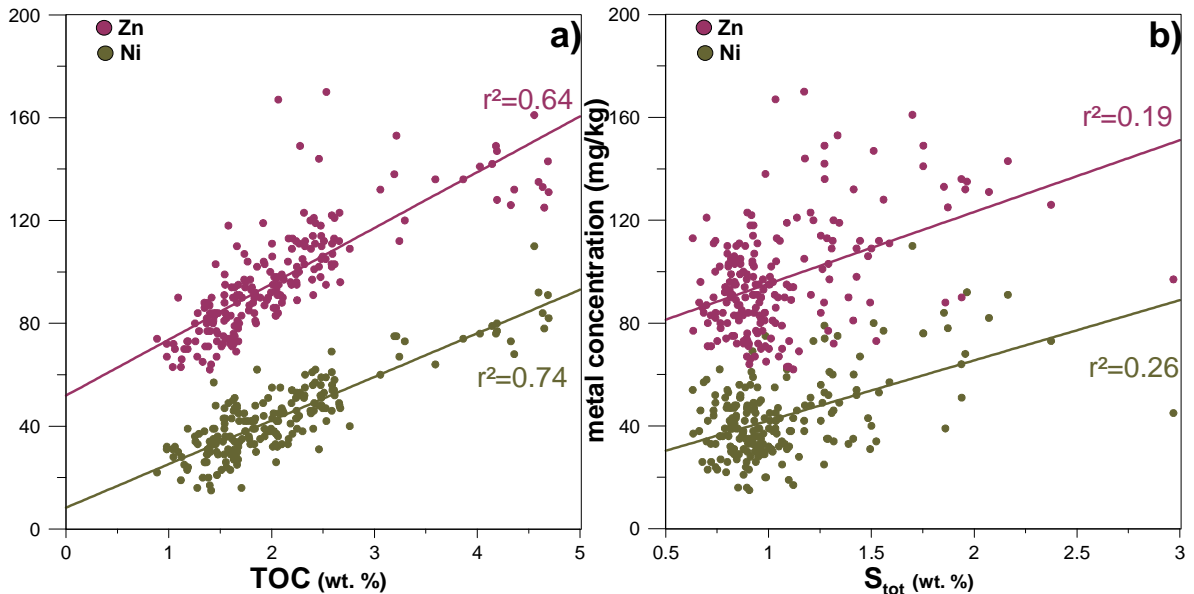 Zn
Ni
a)
r²=0.64
r²=0.74
200
160
120
80
40
0
0 1 2 3 4 5
TOC (wt. %)
Zn
Ni
b)
r²=0.19
r²=0.26
metal concentration (mg/kg)
200
160
120
80
40
0
0.5 1 1.5 2 2.5 3
S_tot (wt. %)